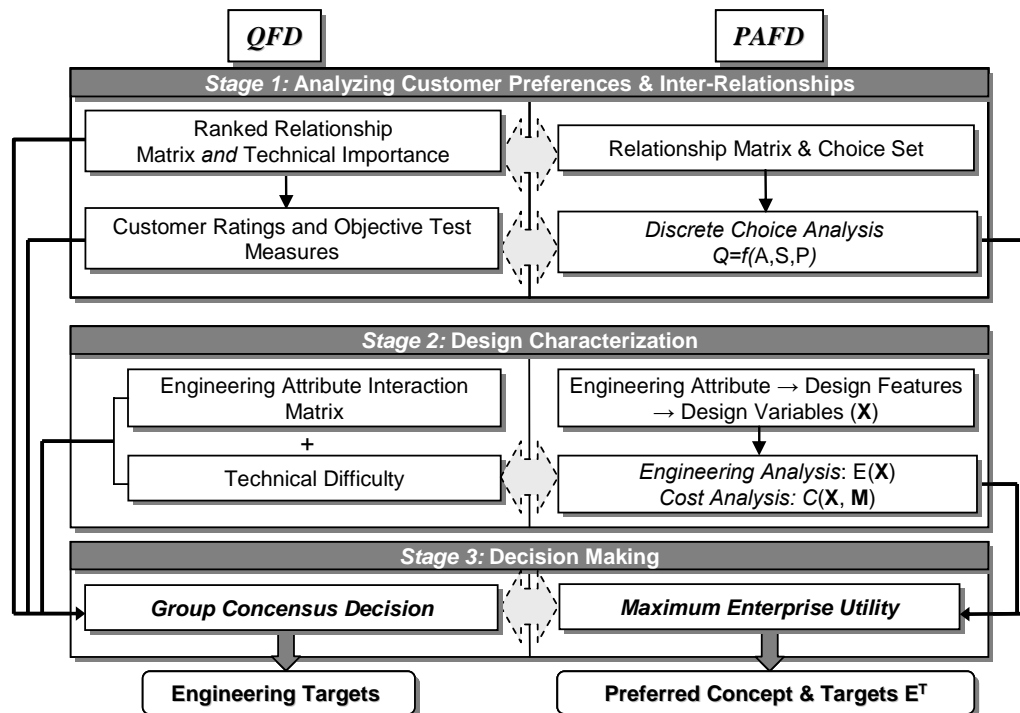 QFD
PAFD
Stage 1: Analyzing Customer Preferences & Inter-Relationships
Ranked Relationship
Matrix and Technical Importance
Relationship Matrix & Choice Set
Customer Ratings and Objective Test
Measures
Discrete Choice Analysis
Q=f(A,S,P)
Stage 2: Design Characterization
Engineering Attribute Interaction
Matrix
+
Technical Difficulty
Engineering Attribute → Design Features
→ Design Variables (X)
Engineering Analysis: E(X)
Cost Analysis: C(X, M)
Stage 3: Decision Making
Group Concensus Decision
Maximum Enterprise Utility
Engineering Targets
Preferred Concept & Targets Eᵀ